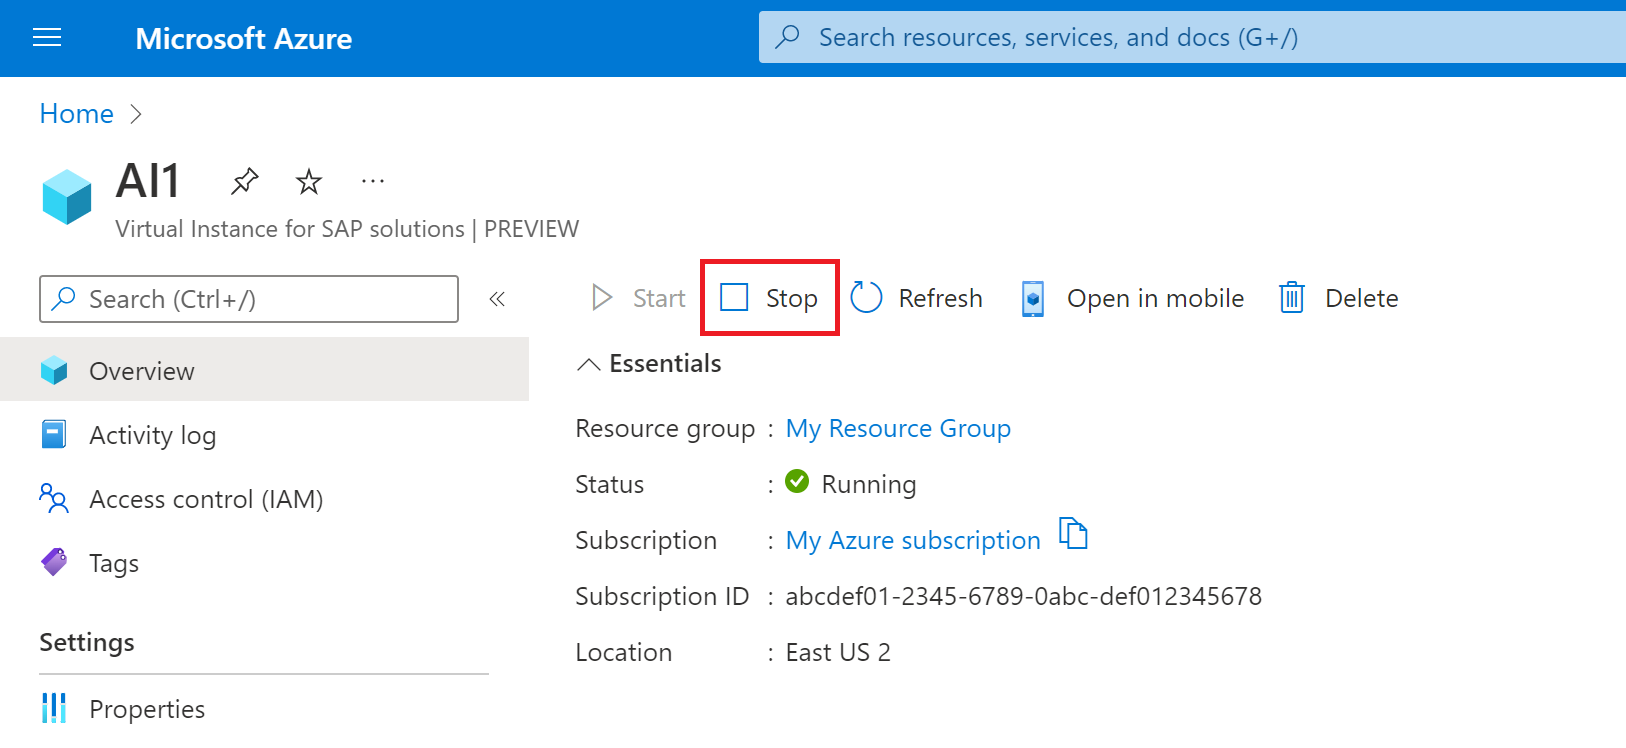 Microsoft Azure
Search resources, services, and docs (G+/)
Home
AI1
Virtual Instance for SAP solutions | PREVIEW
Search (Ctrl+/)
Start
Stop
Refresh
Open in mobile
Delete
Overview
Activity log
Access control (IAM)
Tags
Settings
Properties
Essentials
Resource group : My Resource Group
Status : Running
Subscription : My Azure subscription
Subscription ID : abcdef01-2345-6789-0abc-def012345678
Location : East US 2